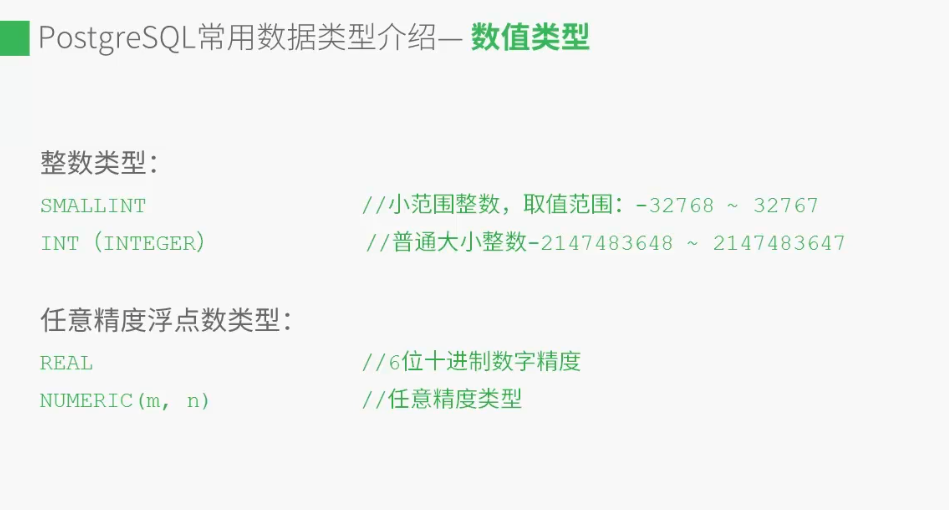 PostgreSQL常用数据类型介绍— 数值类型
整数类型：
SMALLINT //小范围整数，取值范围：-32768 ~ 32767
INT（INTEGER） //普通大小整数-2147483648 ~ 2147483647
任意精度浮点数类型：
REAL //6位十进制数字精度
NUMERIC(m, n) //任意精度类型